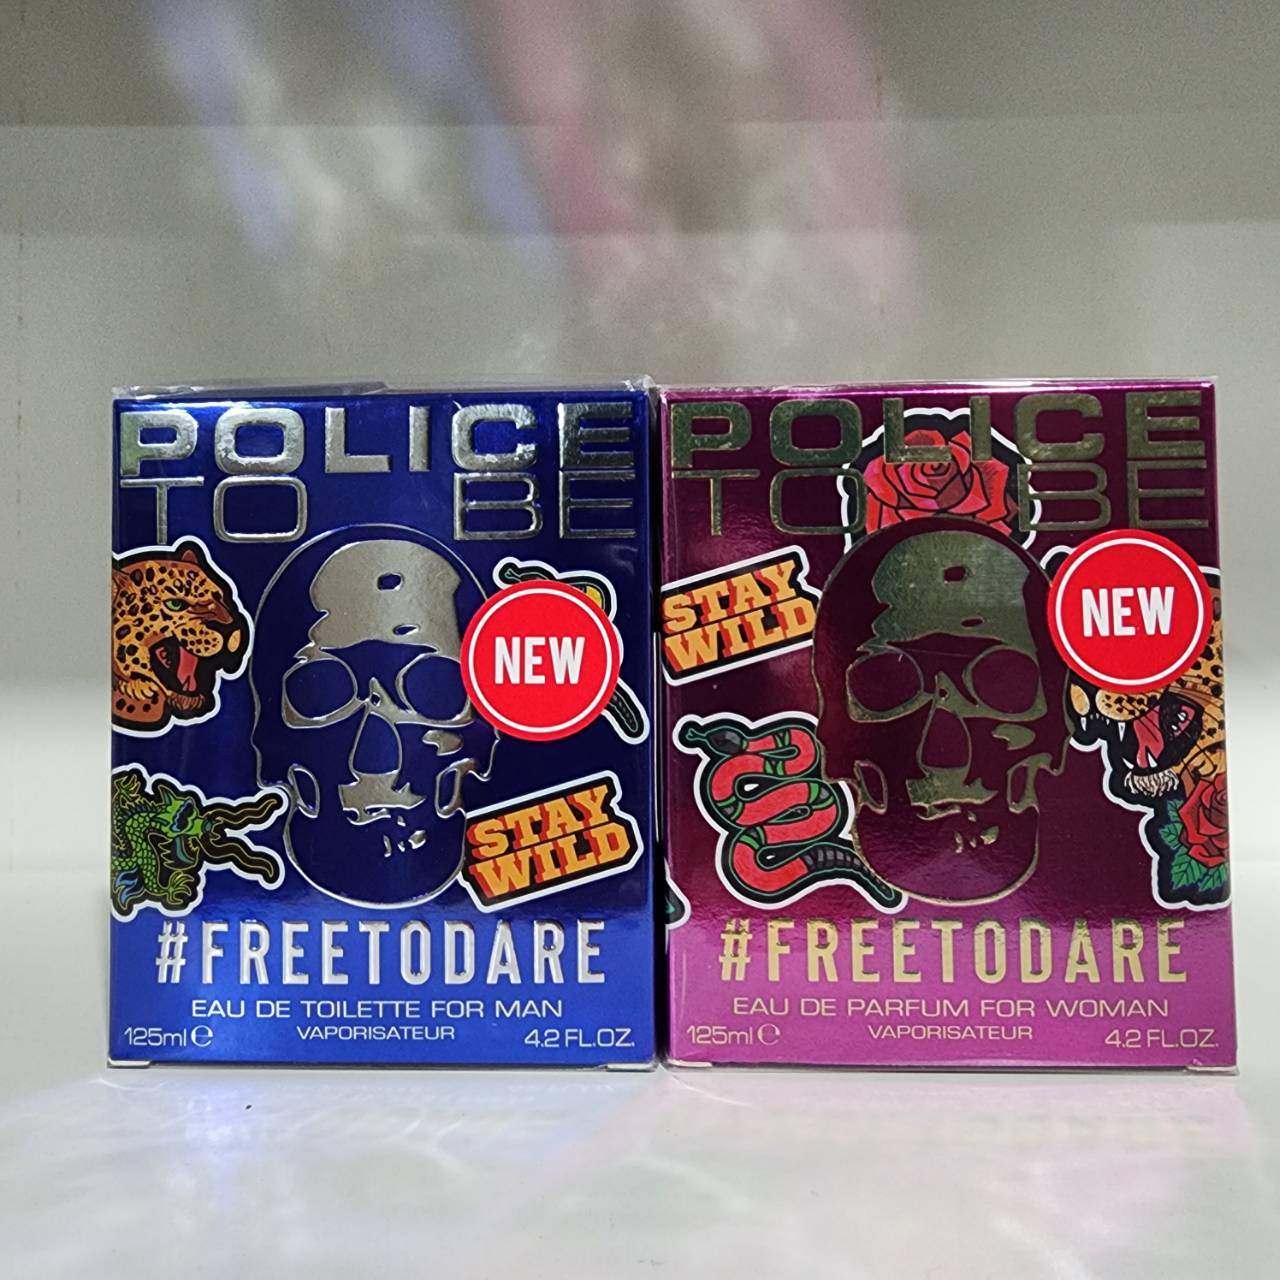 POLICE
TO BE
NEW
STAY
WILD
#FREETODARE
EAU DE TOILETTE FOR MAN
VAPORISATEUR
125ml ℮
4.2 FL.OZ.
POLICE
TO BE
STAY
WILD
NEW
#FREETODARE
EAU DE PARFUM FOR WOMAN
VAPORISATEUR
125ml ℮
4.2 FL.OZ.